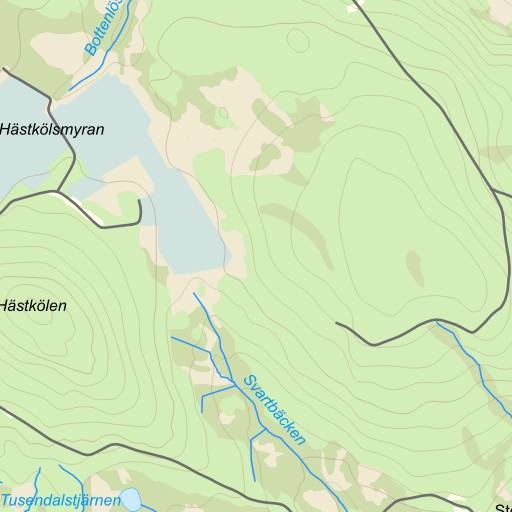 Hästkölsmyran
Hästkölen
Svartbäcken
Tusendalstjärnen